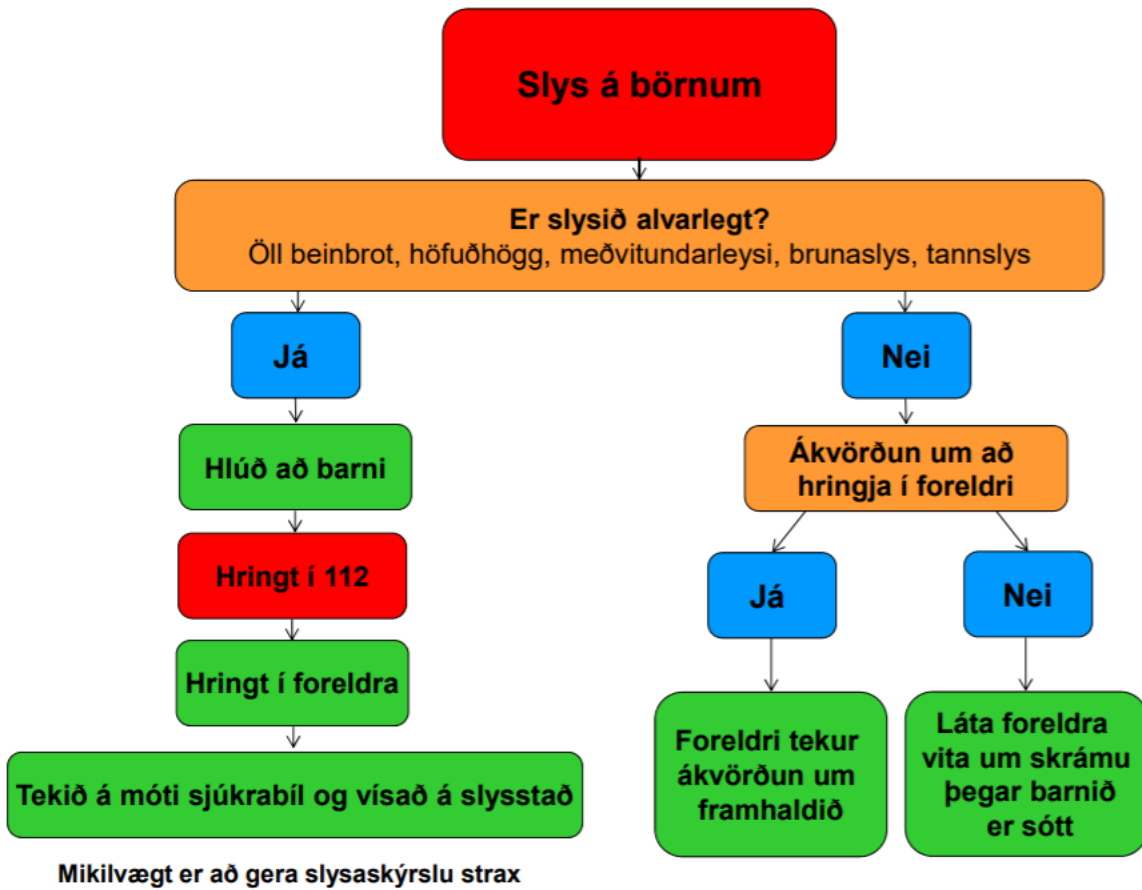 Slys á börnum
Er slysið alvarlegt?
Öll beinbrot, höfuðhögg, meðvitundarleysi, brunaslys, tannslys
Já
Nei
Hlúð að barni
Ákvörðun um að
hringja í foreldri
Hringt í 112
Já
Nei
Hringt í foreldra
Foreldri tekur
ákvörðun um
framhaldið
Láta foreldra
vita um skrámu
þegar barnið
er sótt
Tekið á móti sjúkrabíl og vísað á slysstað
Mikilvægt er að gera slysaskýrslu strax